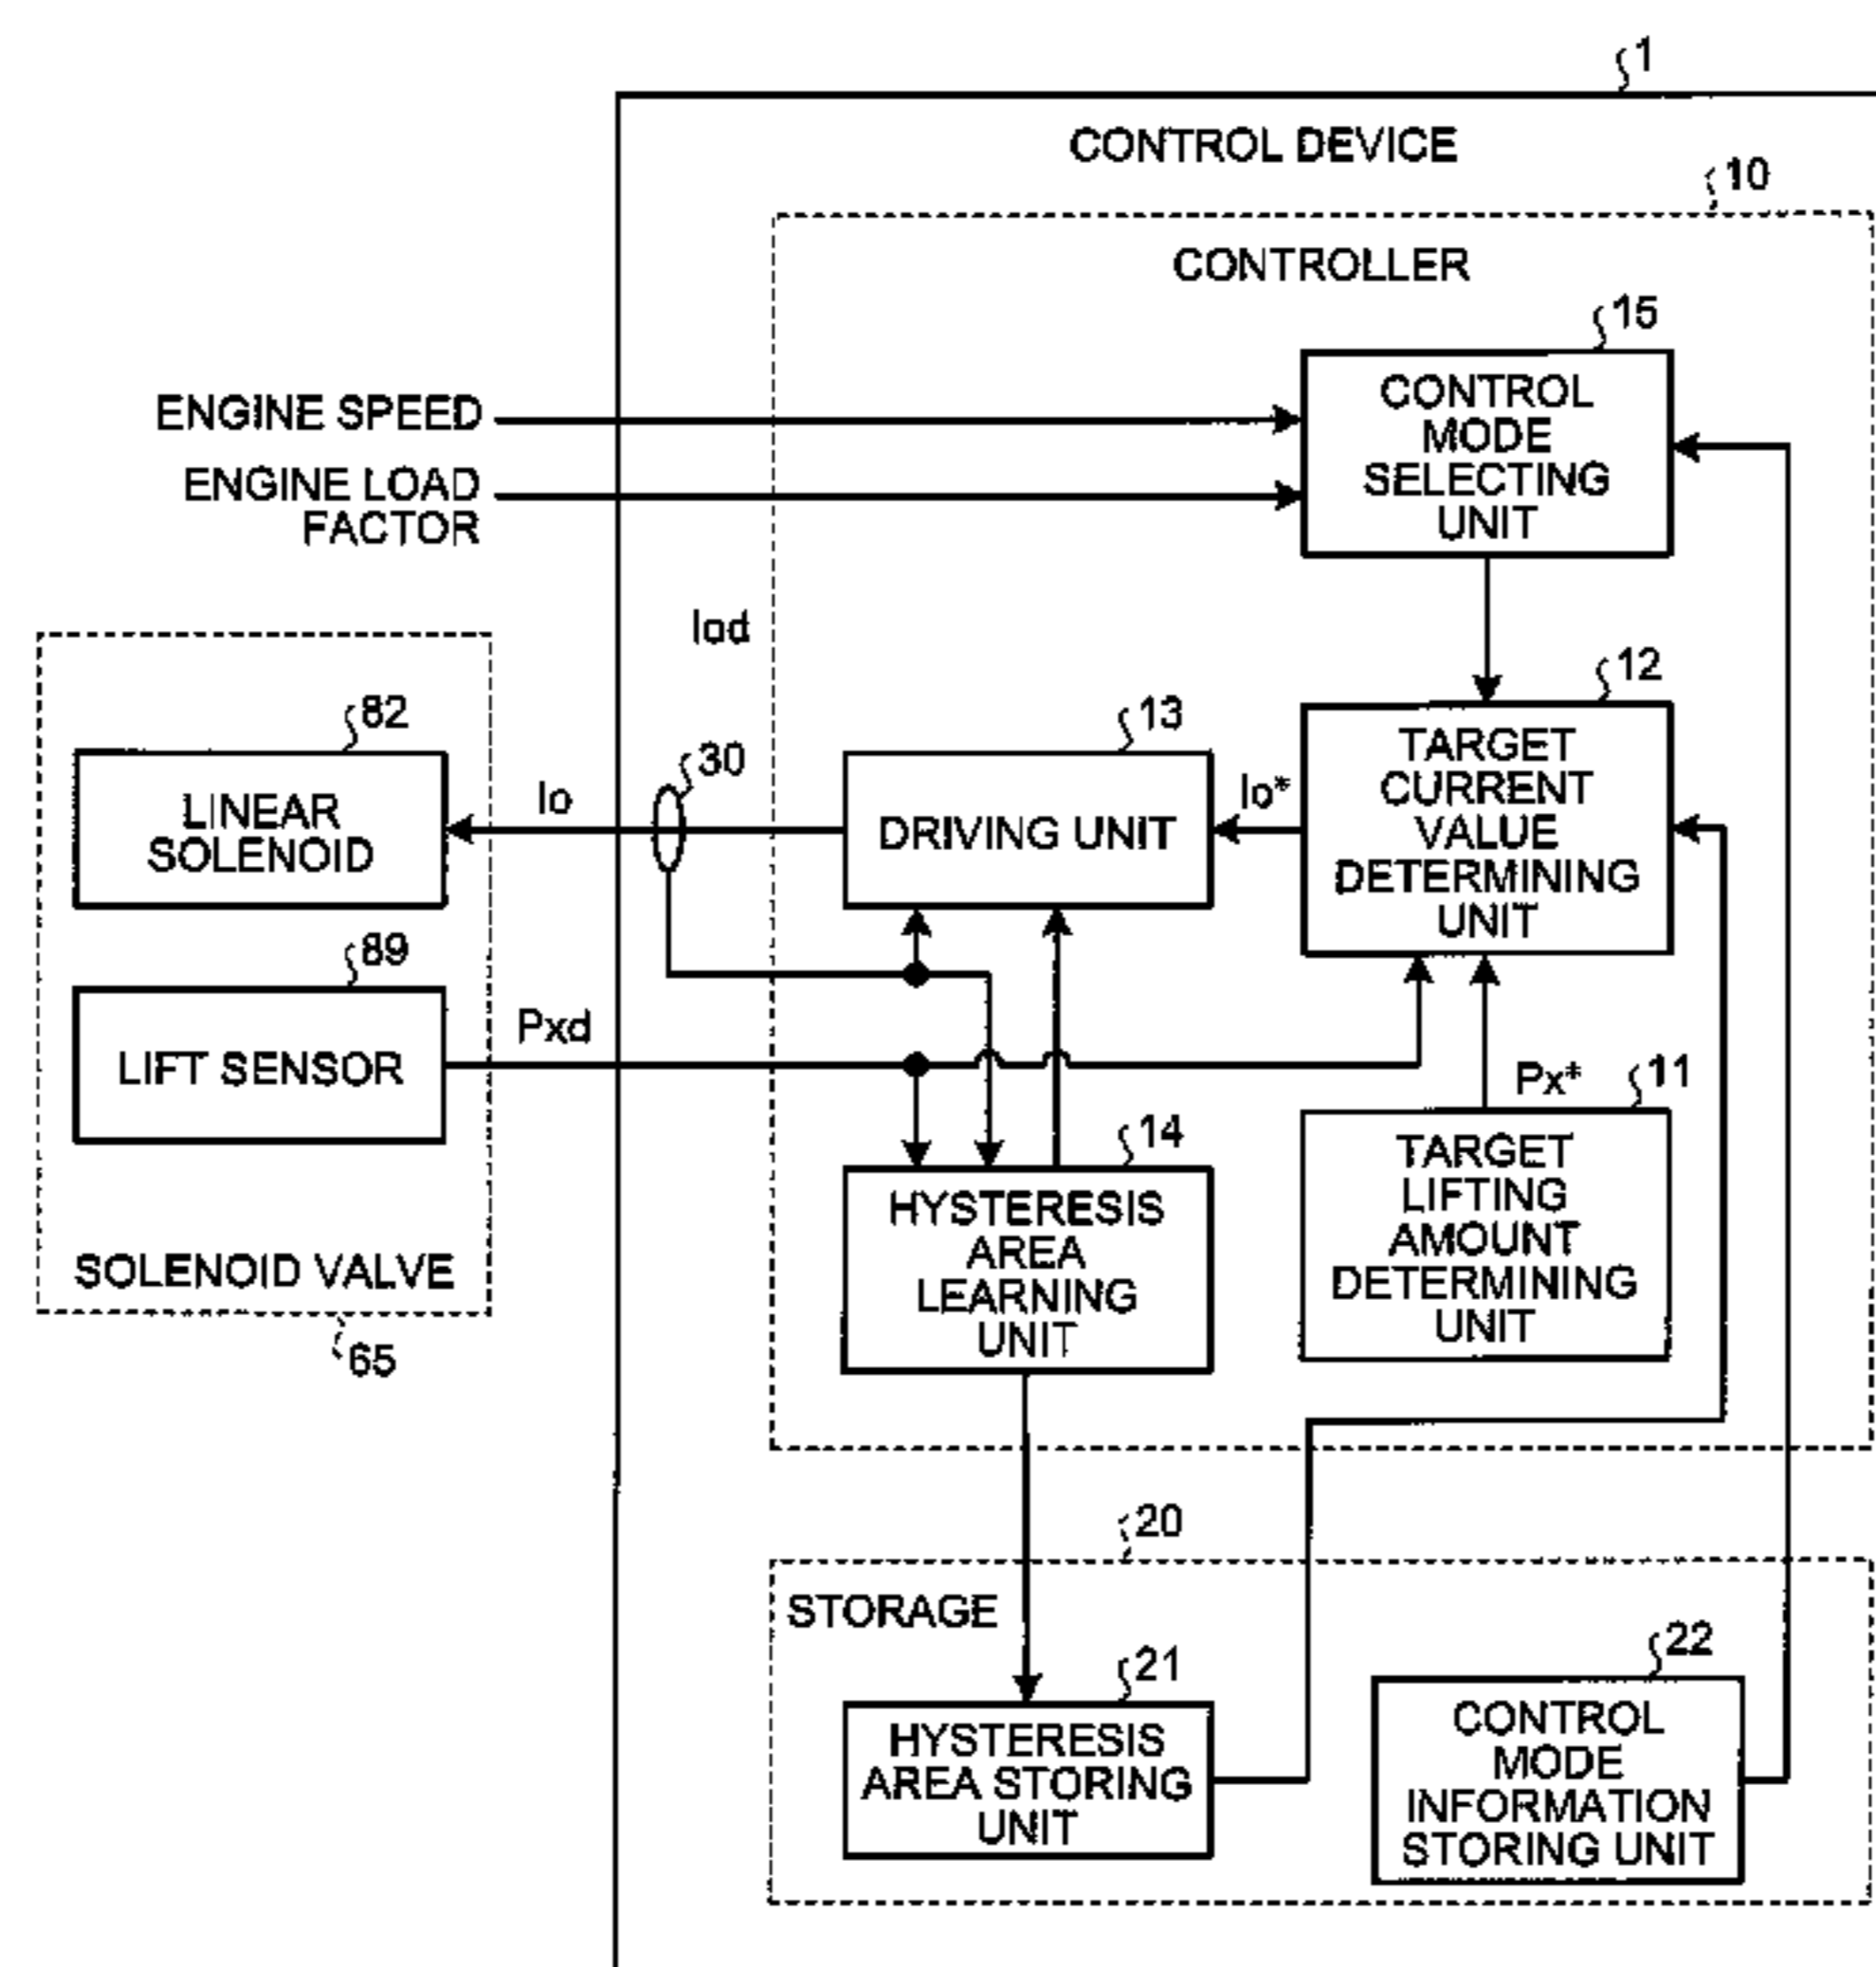 1
CONTROL DEVICE
10
CONTROLLER
15
CONTROL
MODE
SELECTING
UNIT
ENGINE SPEED
ENGINE LOAD
FACTOR
Iod
12
TARGET
CURRENT
VALUE
DETERMINING
UNIT
82
LINEAR
SOLENOID
Io
30
13
DRIVING UNIT
Io*
89
LIFT SENSOR
Pxd
SOLENOID VALVE
65
14
HYSTERESIS
AREA
LEARNING
UNIT
Px*
11
TARGET
LIFTING
AMOUNT
DETERMINING
UNIT
20
STORAGE
21
HYSTERESIS
AREA STORING
UNIT
22
CONTROL
MODE
INFORMATION
STORING UNIT